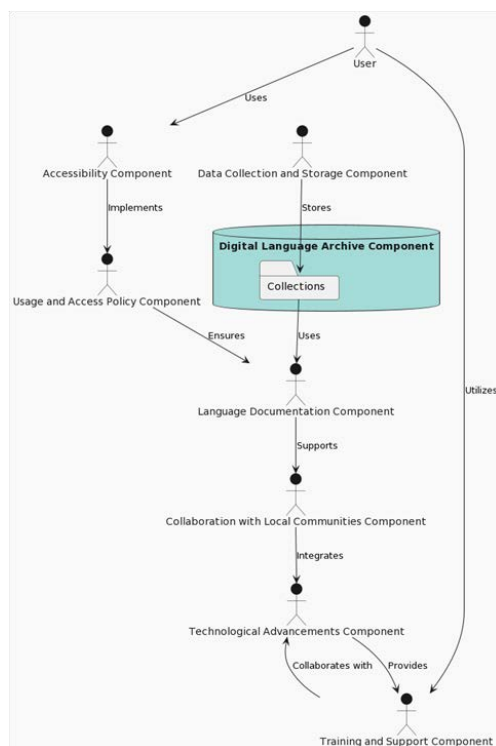 User
Uses
Accessibility Component
Data Collection and Storage Component
Implements
Stores
Digital Language Archive Component
Collections
Usage and Access Policy Component
Ensures
Uses
Utilizes
Language Documentation Component
Supports
Collaboration with Local Communities Component
Integrates
Technological Advancements Component
Collaborates with
Provides
Training and Support Component